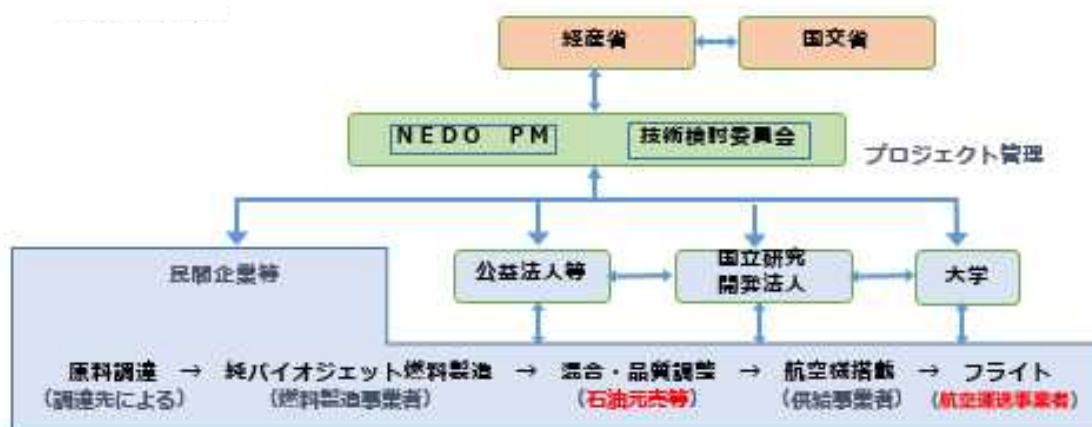 経産省
国交省
NEDO PM
技術検討委員会
プロジェクト管理
民間企業等
公益法人等
国立研究
開発法人
大学
原料調達 → 純バイオジェット燃料製造 → 混合・品質調整 → 航空機搭載 → フライト
(調達先による) (燃料製造事業者) (石油元売等) (供給事業者) (航空運送事業者)